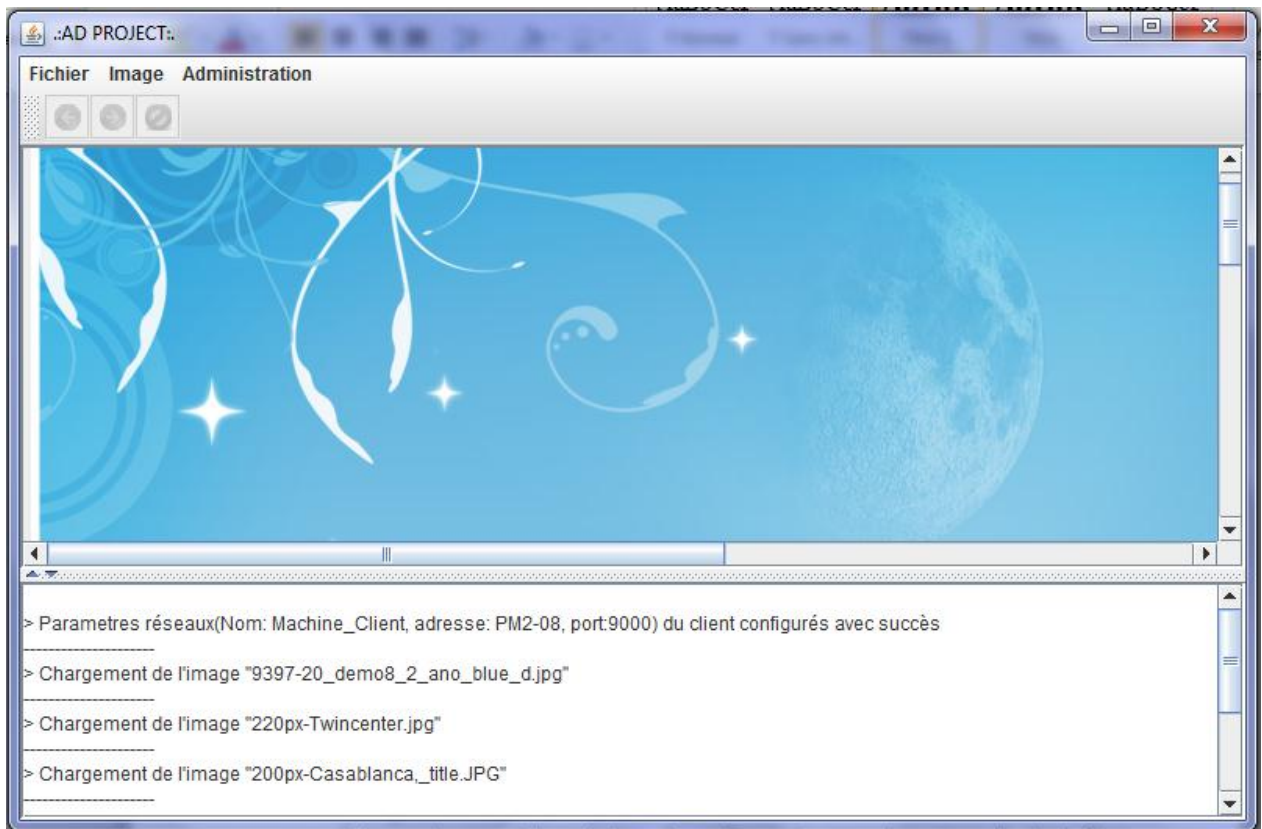 .:AD PROJECT:.
Fichier Image Administration
> Parametres réseaux(Nom: Machine_Client, adresse: PM2-08, port:9000) du client configurés avec succès
---------------------
> Chargement de l'image "9397-20_demo8_2_ano_blue_d.jpg"
---------------------
> Chargement de l'image "220px-Twincenter.jpg"
---------------------
> Chargement de l'image "200px-Casablanca,_title.JPG"
---------------------